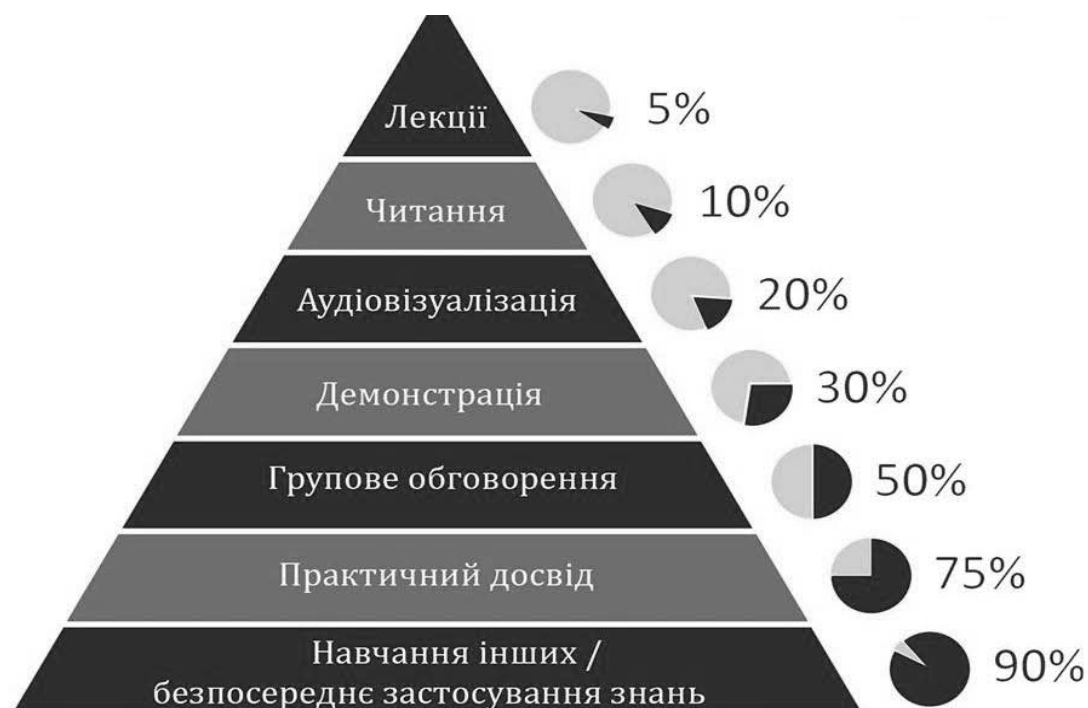 Лекції
5%
Читання
10%
Аудіовізуалізація
20%
Демонстрація
30%
Групове обговорення
50%
Практичний досвід
75%
Навчання інших /
безпосереднє застосування знань
90%